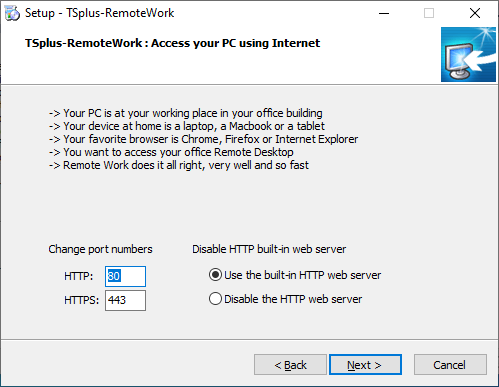 Setup - TSplus-RemoteWork
TSplus-RemoteWork : Access your PC using Internet
-> Your PC is at your working place in your office building
-> Your device at home is a laptop, a Macbook or a tablet
-> Your favorite browser is Chrome, Firefox or Internet Explorer
-> You want to access your office Remote Desktop
-> Remote Work does it all right, very well and so fast
Change port numbers
Disable HTTP built-in web server
HTTP: 80
Use the built-in HTTP web server
HTTPS: 443
Disable the HTTP web server
< Back
Next >
Cancel